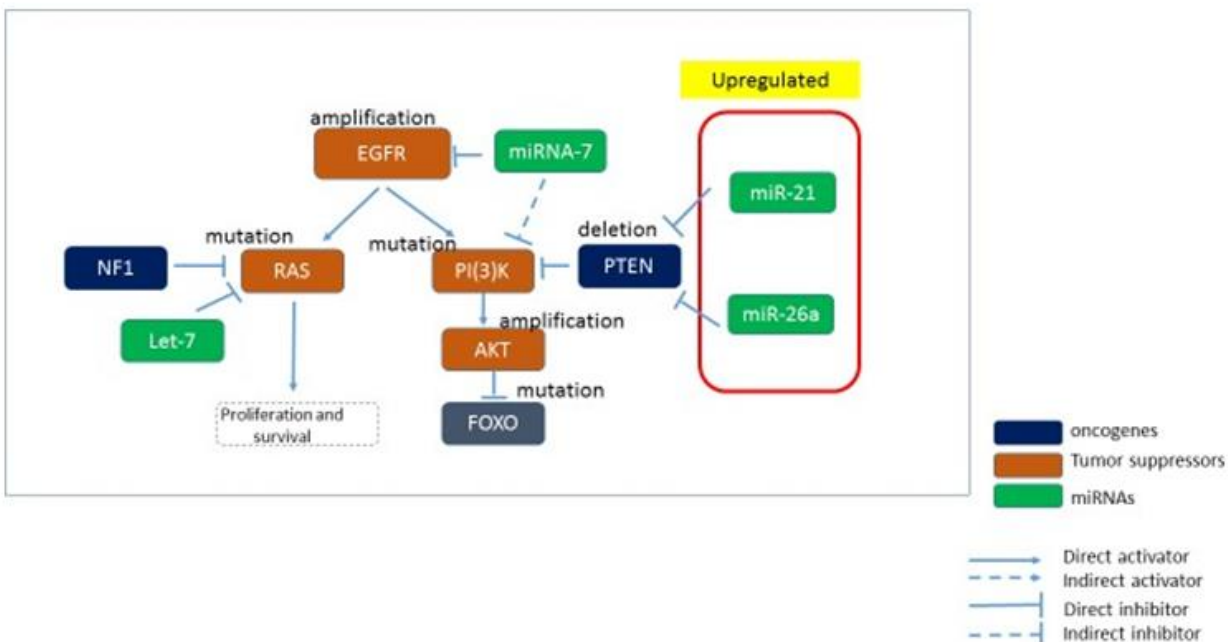 Upregulated
amplification
EGFR
miRNA-7
miR-21
deletion
mutation
mutation
NF1
RAS
PI(3)K
PTEN
miR-26a
Let-7
amplification
AKT
mutation
Proliferation and
survival
FOXO
oncogenes
Tumor suppressors
miRNAs
Direct activator
Indirect activator
Direct inhibitor
Indirect inhibitor